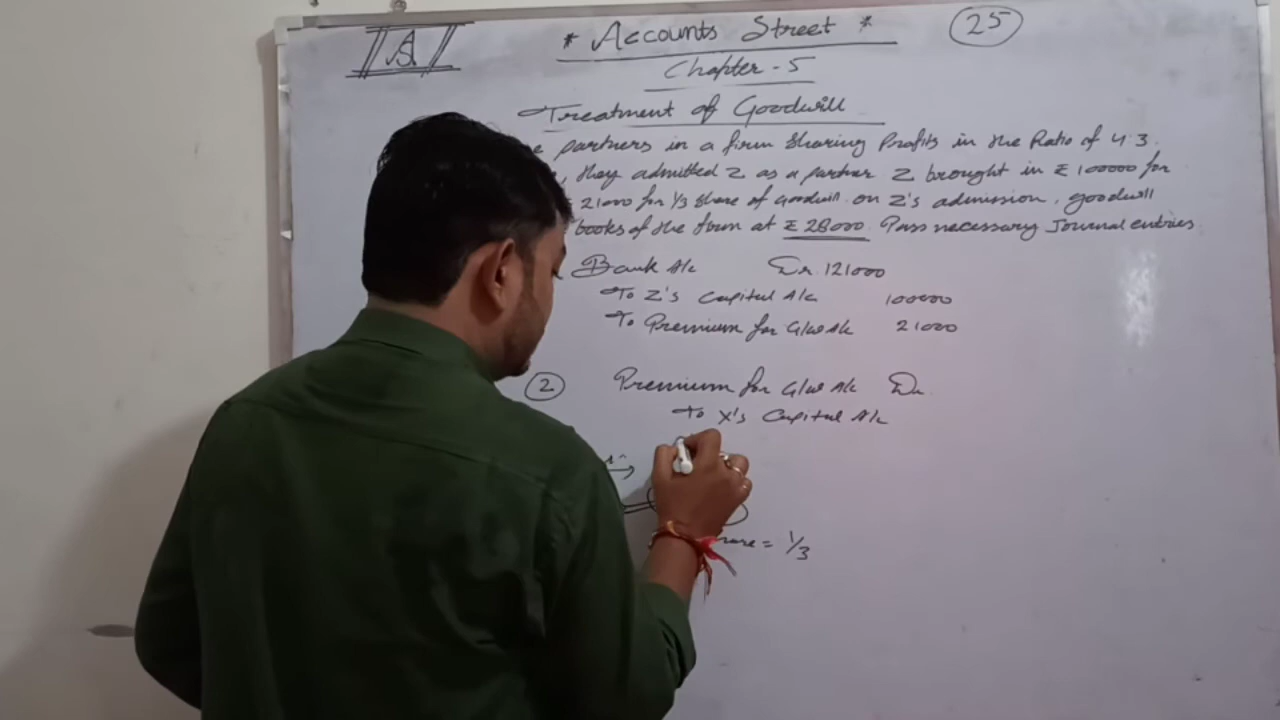 A
* Accounts Street *
25
Chapter - 5
Treatment of Goodwill
e partners in a firm sharing Profits in the Ratio of 4:3.
, they admitted Z as a partner Z brought in ₹ 100000 for
21000 for 1/3 share of Goodwill. on Z's admission, goodwill
books of the firm at ₹ 28000. Pass necessary Journal entries
Bank A/c Dr. 121000
To Z's Capital A/c 100000
To Premium for G/w A/c 21000
2 Premium for G/w A/c Dr.
To X's Capital A/c
= 1/3